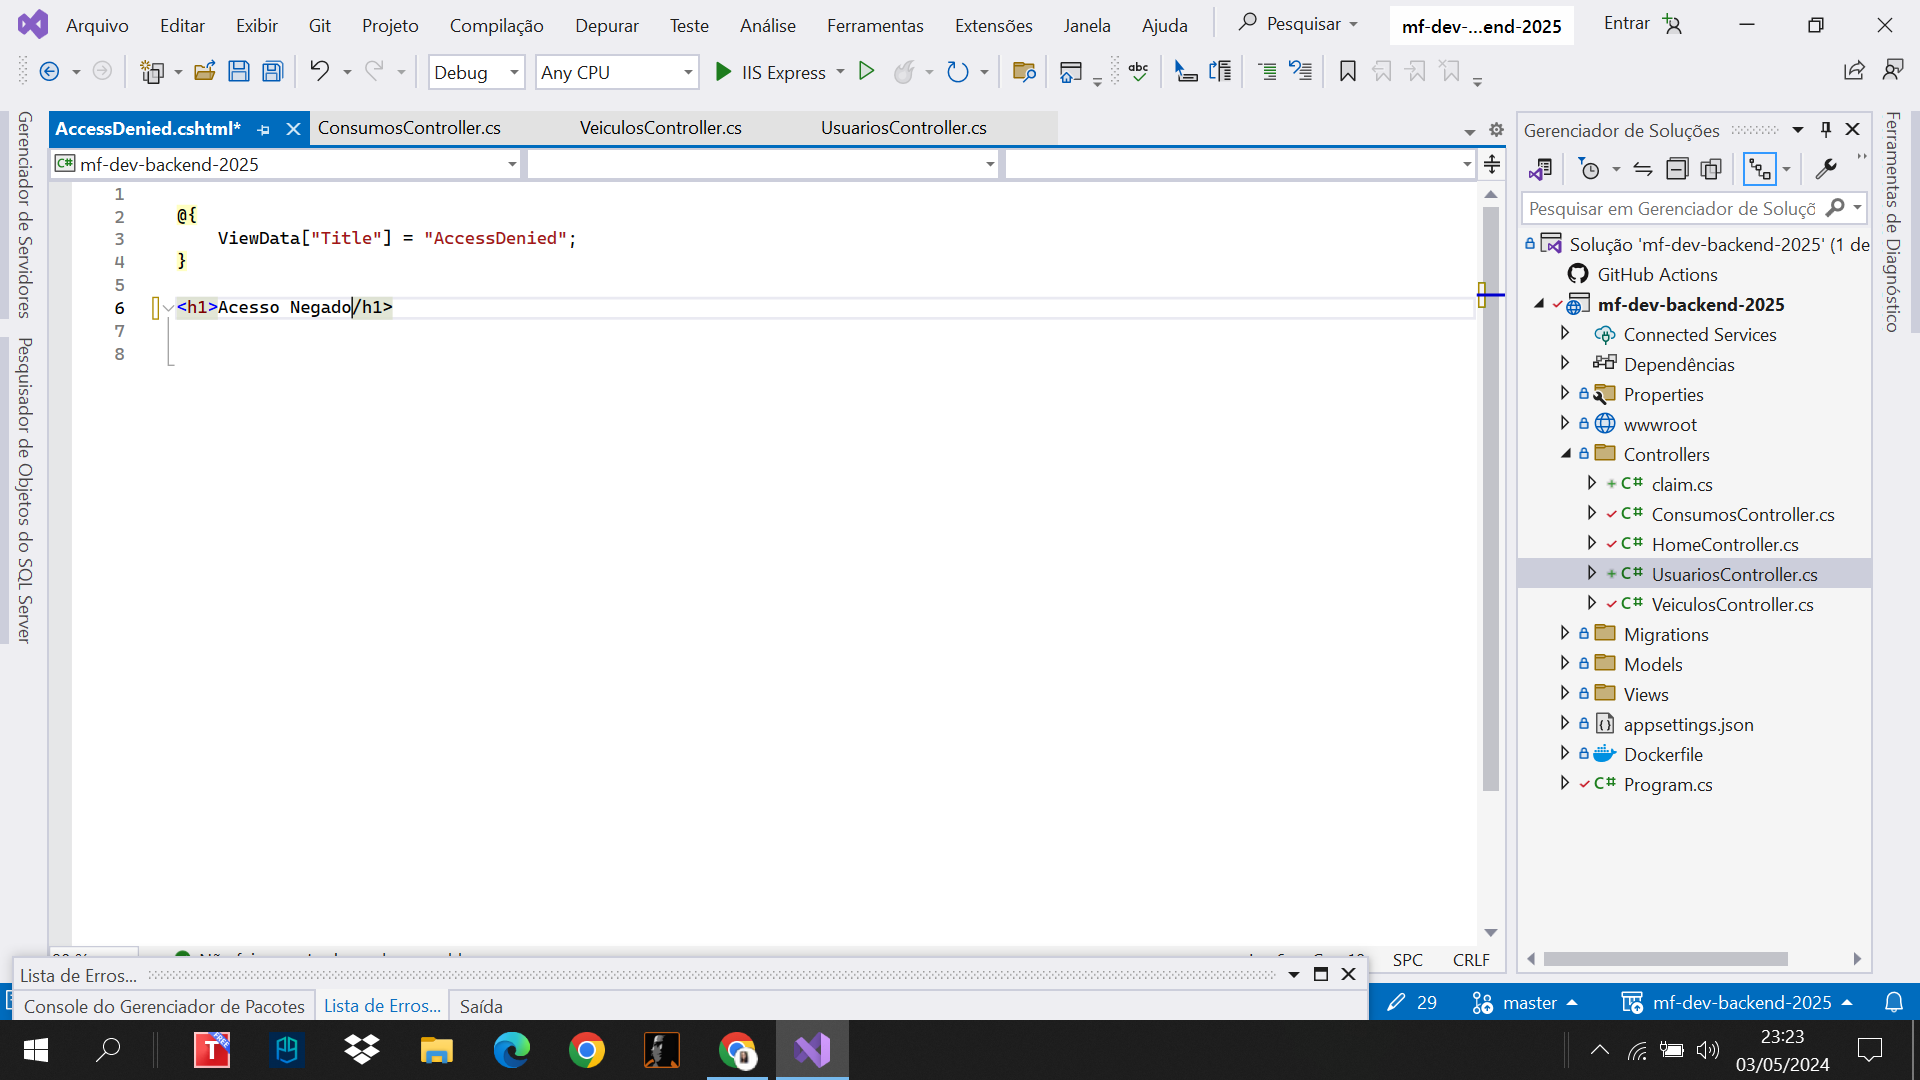 Arquivo Editar Exibir Git Projeto Compilação Depurar Teste Análise Ferramentas Extensões Janela Ajuda Pesquisar mf-dev-...end-2025 Entrar
Debug Any CPU IIS Express abc
AccessDenied.cshtml* ConsumosController.cs VeiculosController.cs UsuariosController.cs
C# mf-dev-backend-2025
1
2 @{
3 ViewData["Title"] = "AccessDenied";
4 }
5
6 <h1>Acesso Negado/h1>
7
8
SPC CRLF
Lista de Erros...
Console do Gerenciador de Pacotes Lista de Erros... Saída
Gerenciador de Servidores
Pesquisador de Objetos do SQL Server
Gerenciador de Soluções
Pesquisar em Gerenciador de Soluçõ
Solução 'mf-dev-backend-2025' (1 de
GitHub Actions
mf-dev-backend-2025
Connected Services
Dependências
Properties
wwwroot
Controllers
C# claim.cs
C# ConsumosController.cs
C# HomeController.cs
C# UsuariosController.cs
C# VeiculosController.cs
Migrations
Models
Views
appsettings.json
Dockerfile
C# Program.cs
Ferramentas de Diagnóstico
29 master mf-dev-backend-2025
T FREE
23:23
03/05/2024